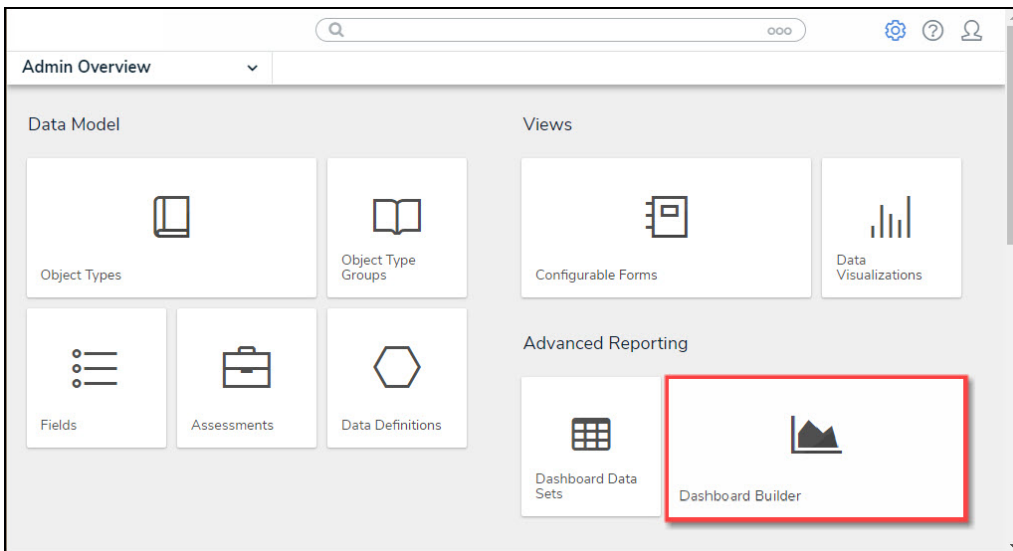 Admin Overview
Data Model
Object Types
Object Type
Groups
Fields
Assessments
Data Definitions
Views
Configurable Forms
Data
Visualizations
Advanced Reporting
Dashboard Data
Sets
Dashboard Builder